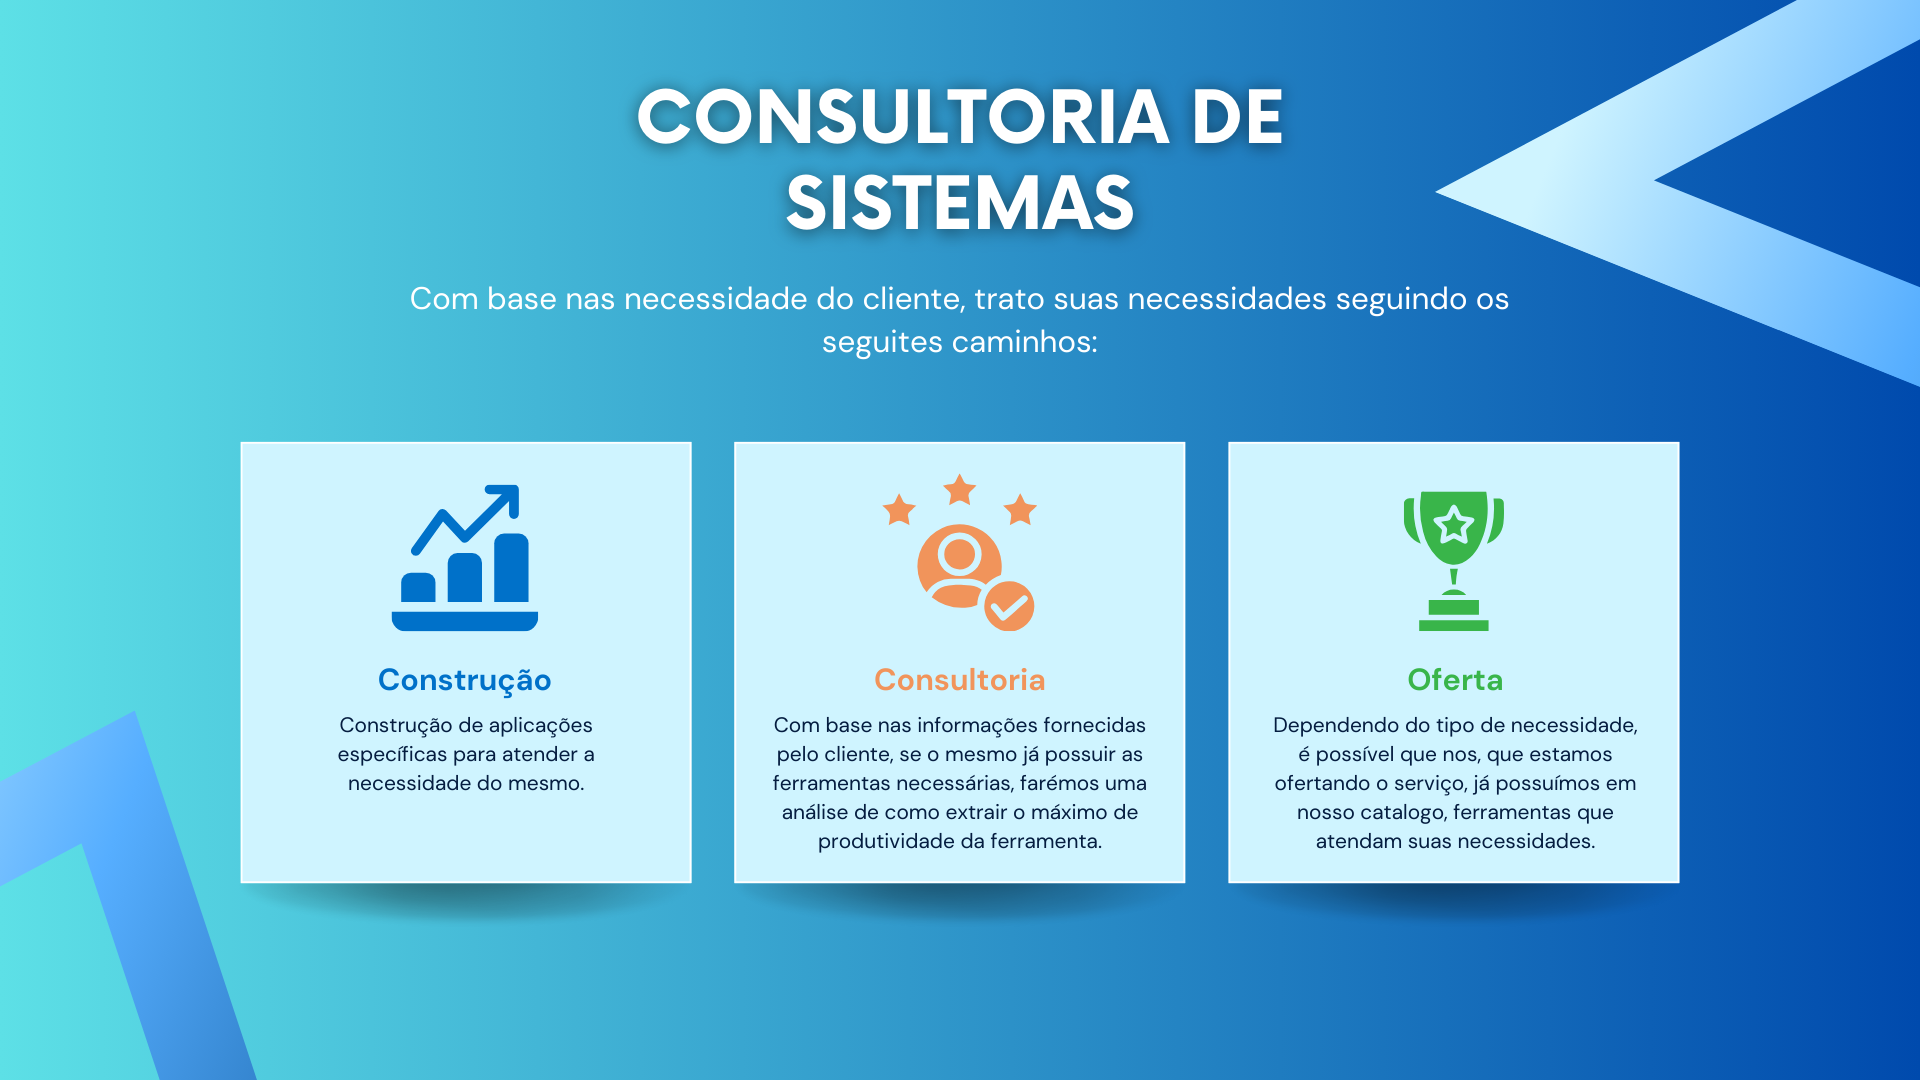 CONSULTORIA DE
SISTEMAS
Com base nas necessidade do cliente, trato suas necessidades seguindo os
seguites caminhos:
Construção
Construção de aplicações
específicas para atender a
necessidade do mesmo.
Consultoria
Com base nas informações fornecidas
pelo cliente, se o mesmo já possuir as
ferramentas necessárias, farémos uma
análise de como extrair o máximo de
produtividade da ferramenta.
Oferta
Dependendo do tipo de necessidade,
é possível que nos, que estamos
ofertando o serviço, já possuímos em
nosso catalogo, ferramentas que
atendam suas necessidades.